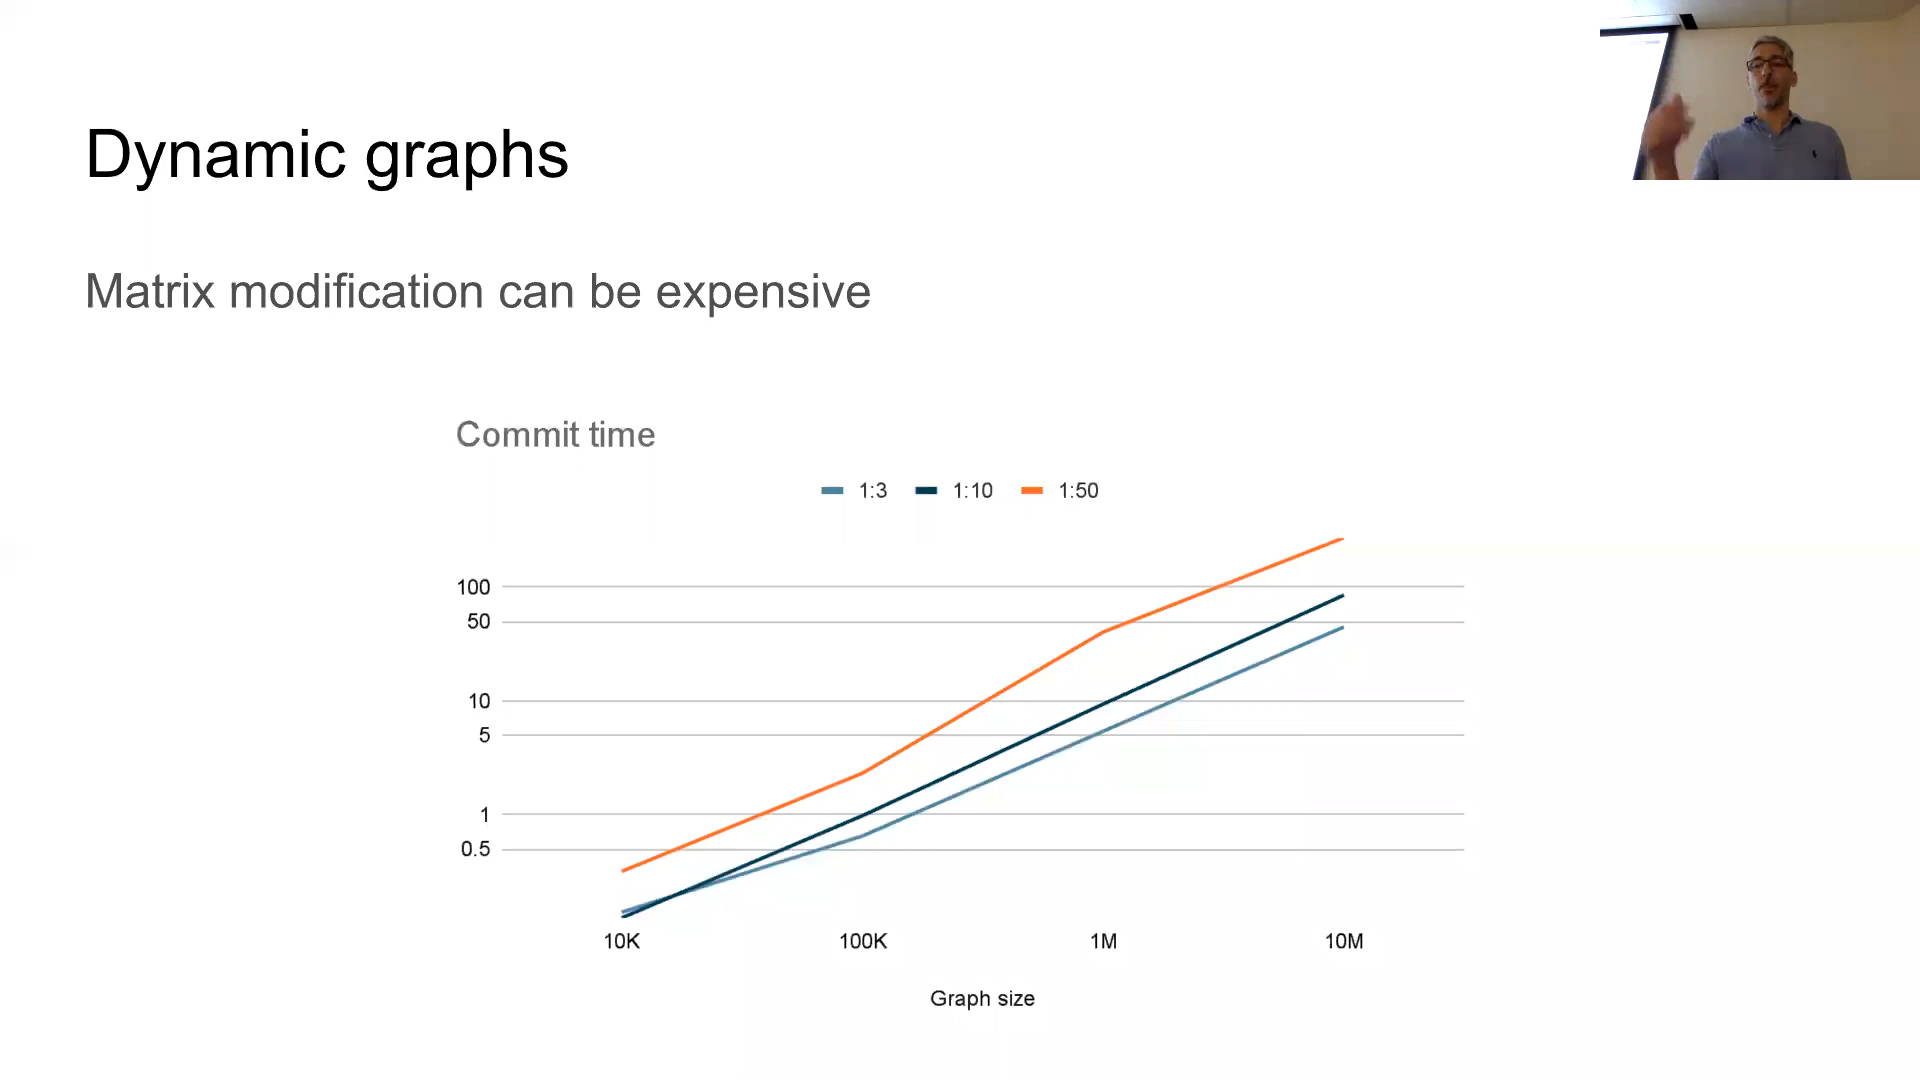 Dynamic graphs
Matrix modification can be expensive
Commit time
1:3 1:10 1:50
100
50
10
5
1
0.5
10K 100K 1M 10M
Graph size